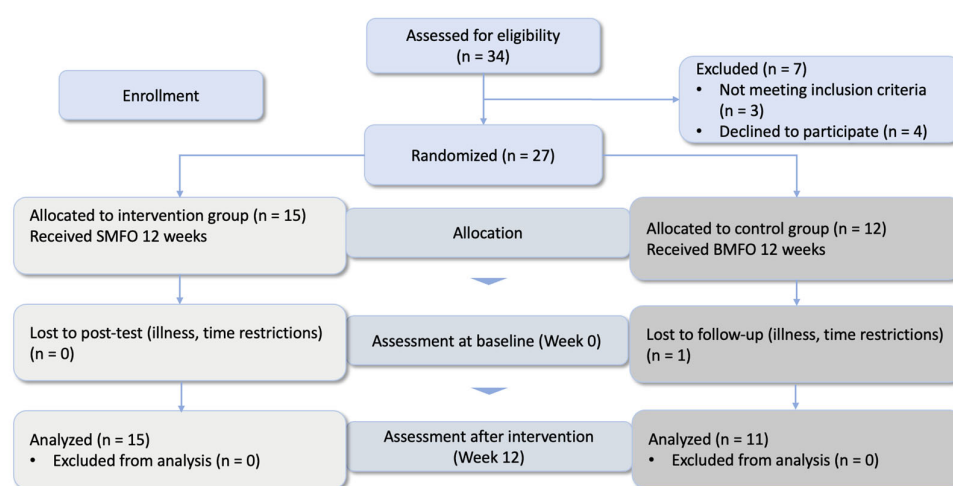 Assessed for eligibility
(n = 34)
Enrollment
Excluded (n = 7)
• Not meeting inclusion criteria
(n = 3)
• Declined to participate (n = 4)
Randomized (n = 27)
Allocated to intervention group (n = 15)
Received SMFO 12 weeks
Allocation
Allocated to control group (n = 12)
Received BMFO 12 weeks
Lost to post-test (illness, time restrictions)
(n = 0)
Assessment at baseline (Week 0)
Lost to follow-up (illness, time restrictions)
(n = 1)
Analyzed (n = 15)
• Excluded from analysis (n = 0)
Assessment after intervention
(Week 12)
Analyzed (n = 11)
• Excluded from analysis (n = 0)